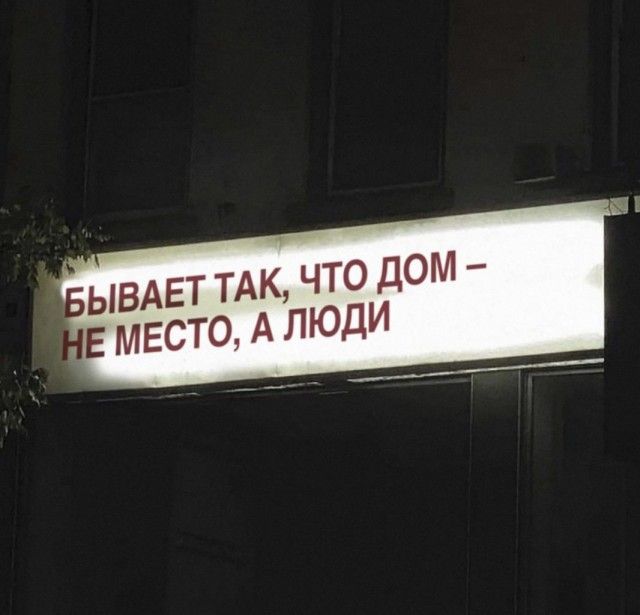 БЫВАЕТ ТАК, ЧТО ДОМ –
НЕ МЕСТО, А ЛЮДИ